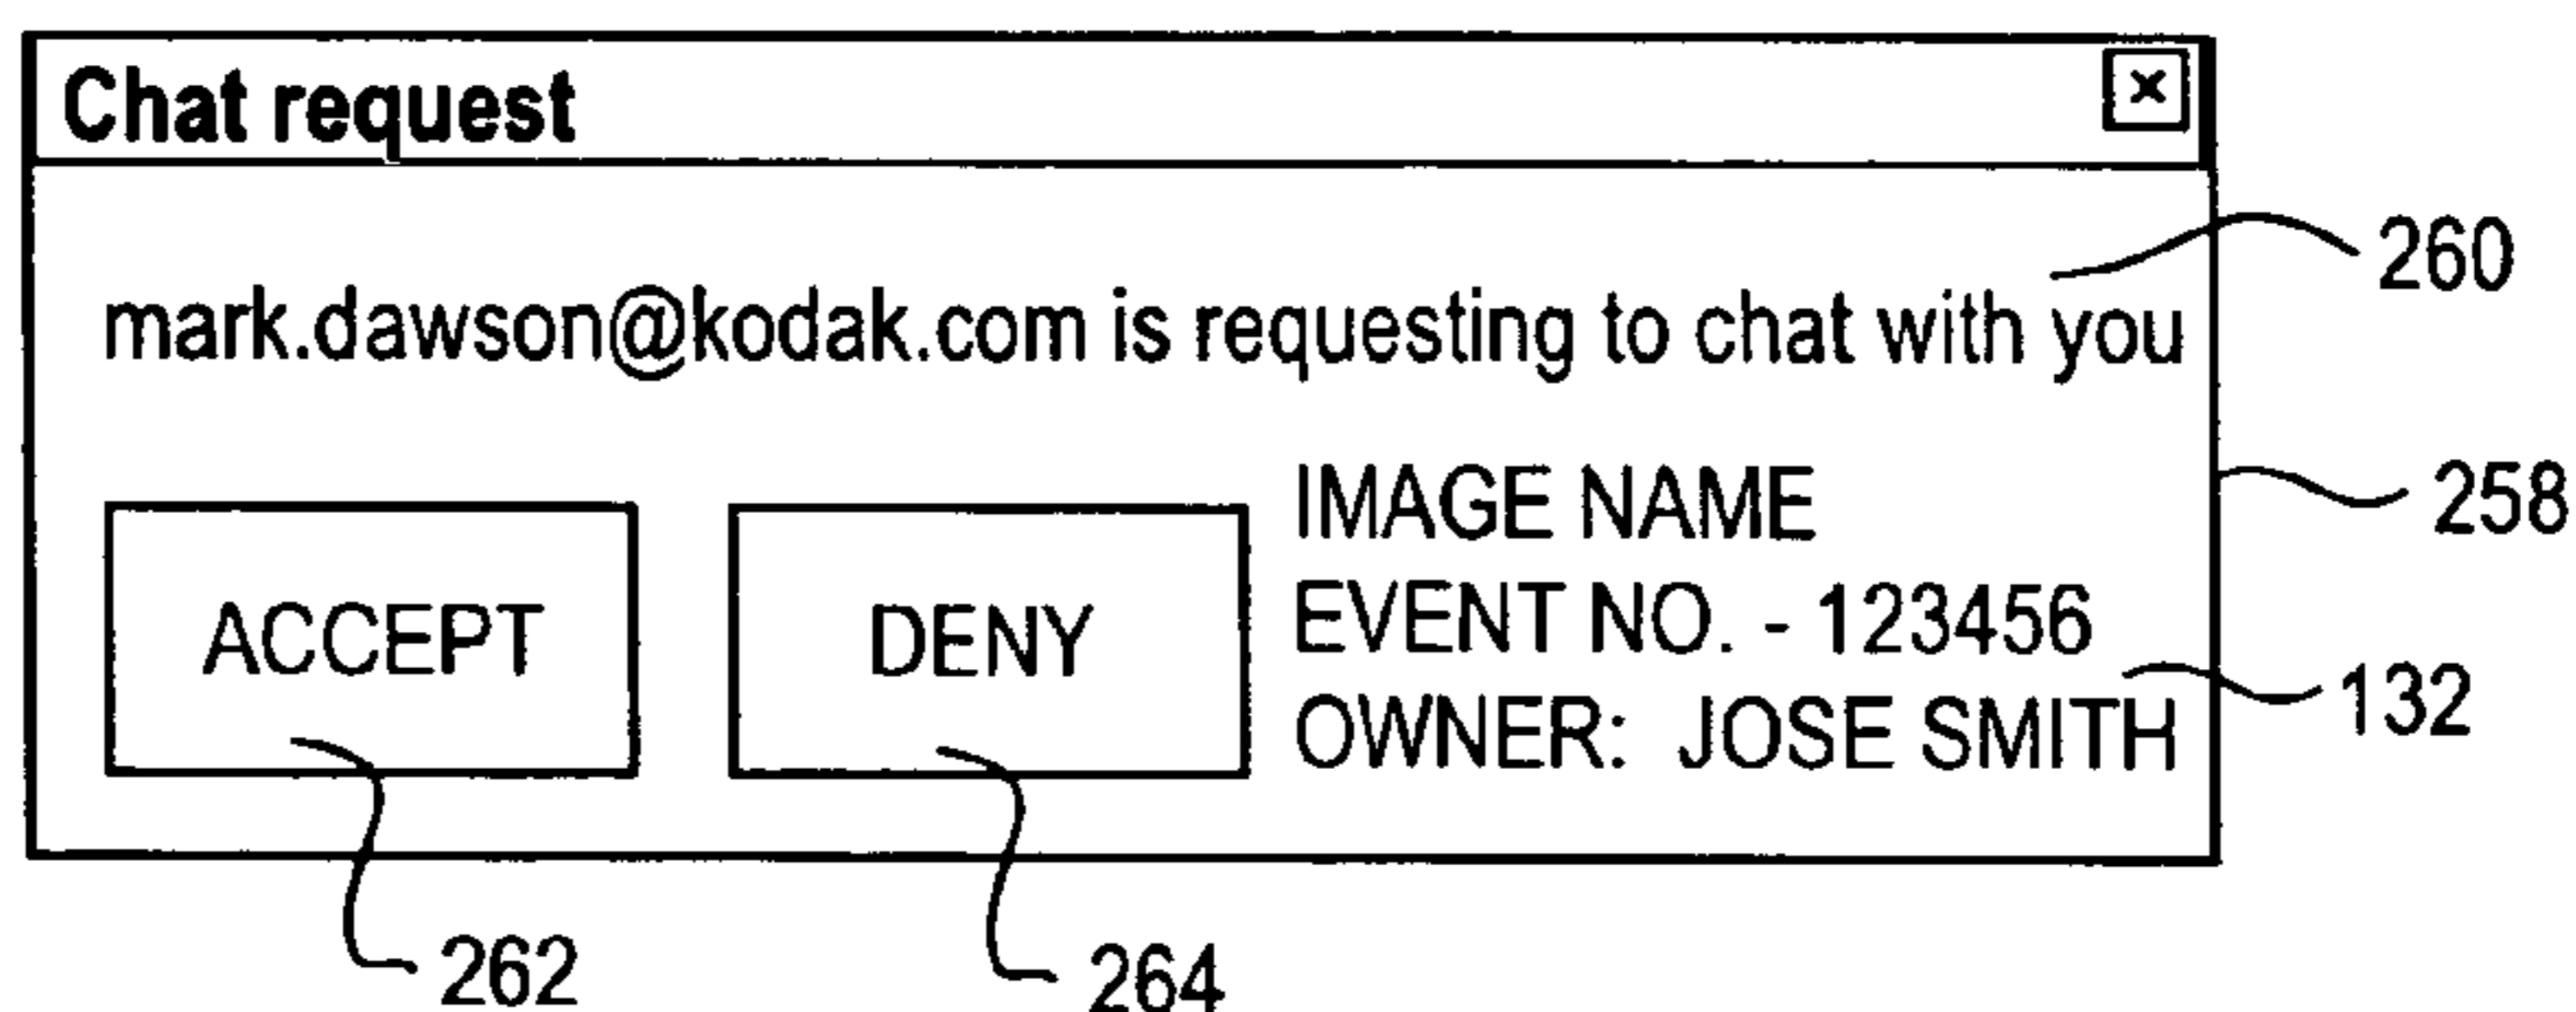 Chat request x
mark.dawson@kodak.com is requesting to chat with you
260
258
IMAGE NAME
ACCEPT DENY EVENT NO. - 123456
132
OWNER: JOSE SMITH
262 264